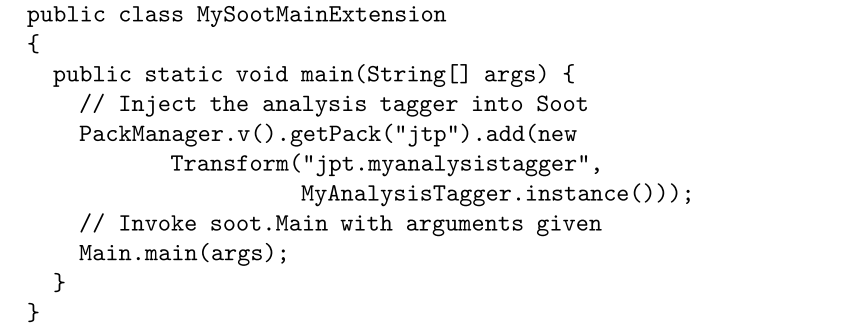 public class MySootMainExtension
{
  public static void main(String[] args) {
    // Inject the analysis tagger into Soot
    PackManager.v().getPack("jtp").add(new
           Transform("jpt.myanalysistagger",
                     MyAnalysisTagger.instance()));
    // Invoke soot.Main with arguments given
    Main.main(args);
  }
}